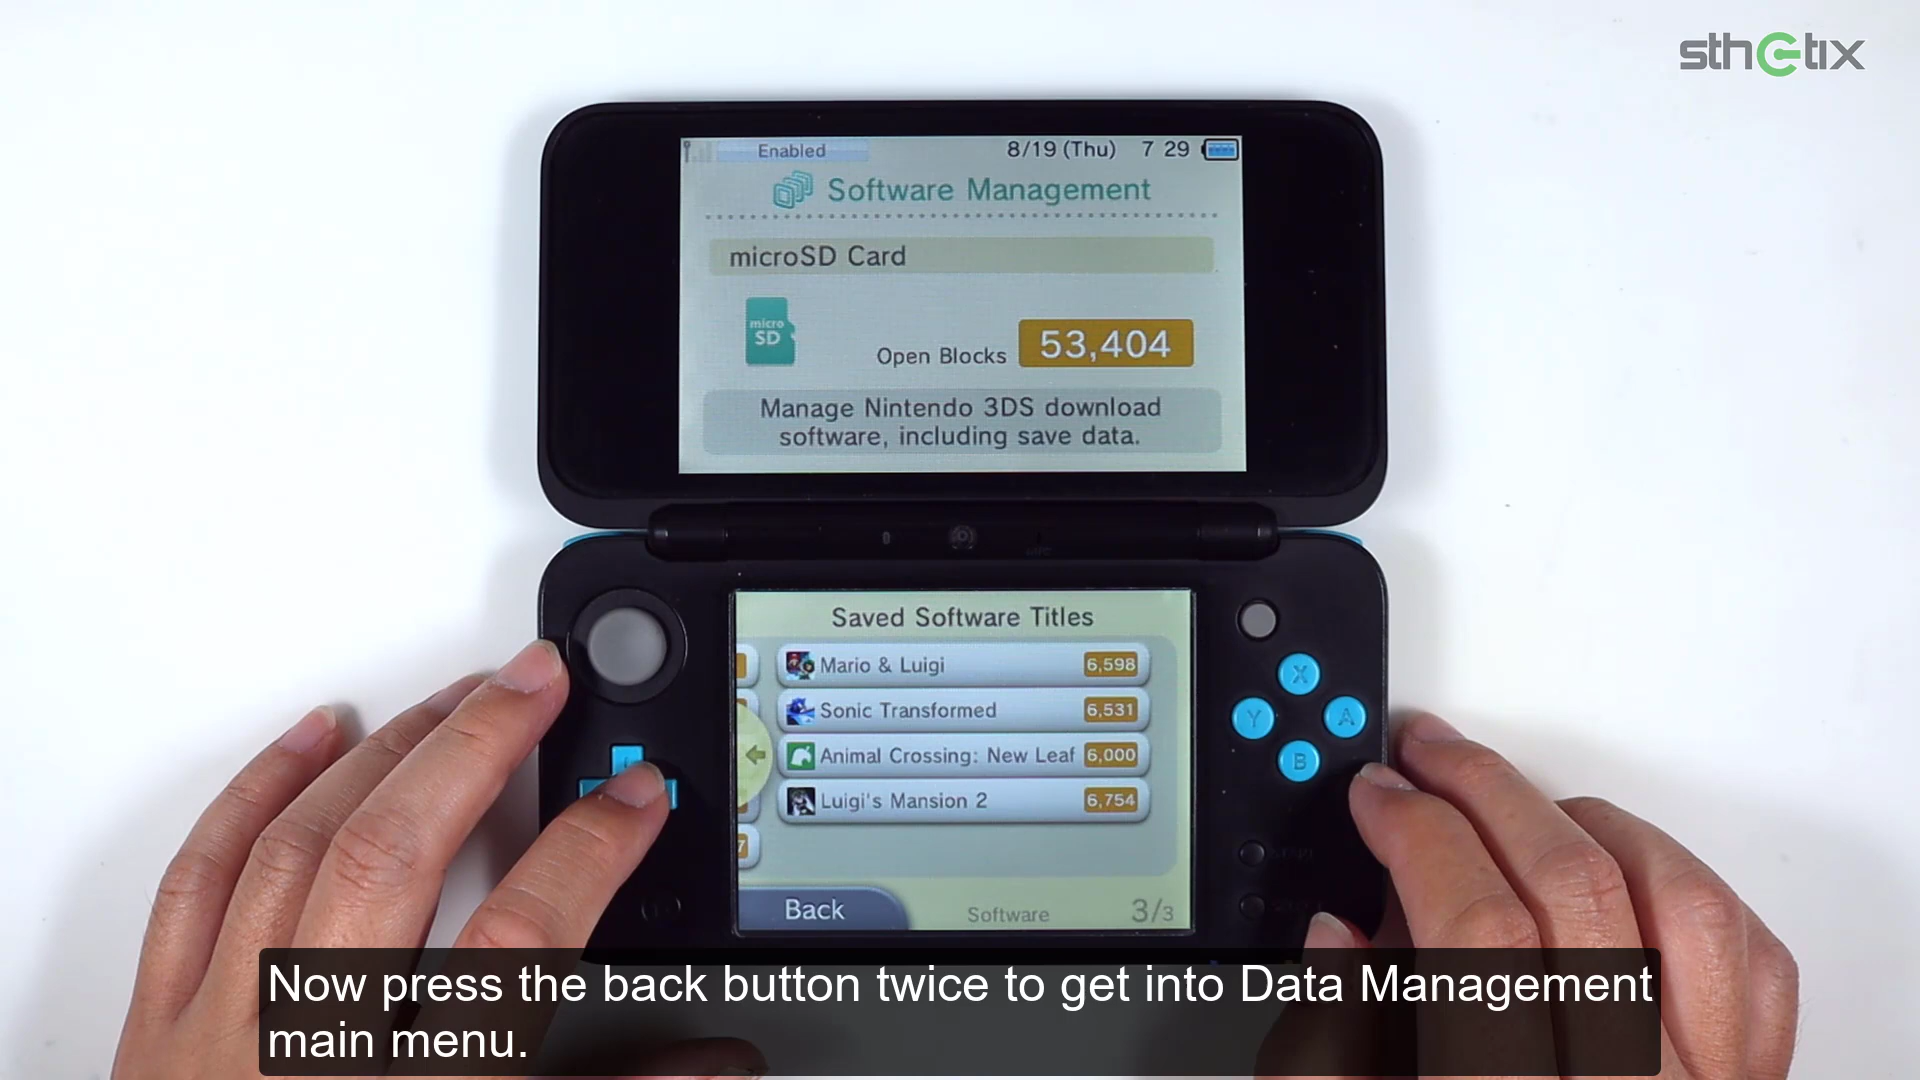 sthetix
Enabled
8/19 (Thu) 7 29
Software Management
microSD Card
micro
SD
Open Blocks 53,404
Manage Nintendo 3DS download
software, including save data.
Saved Software Titles
Mario & Luigi 6,598
Sonic Transformed 6,531
Animal Crossing: New Leaf 6,000
Luigi's Mansion 2 6,754
7
Back
Software
3/3
X
Y
A
B
Now press the back button twice to get into Data Management
main menu.